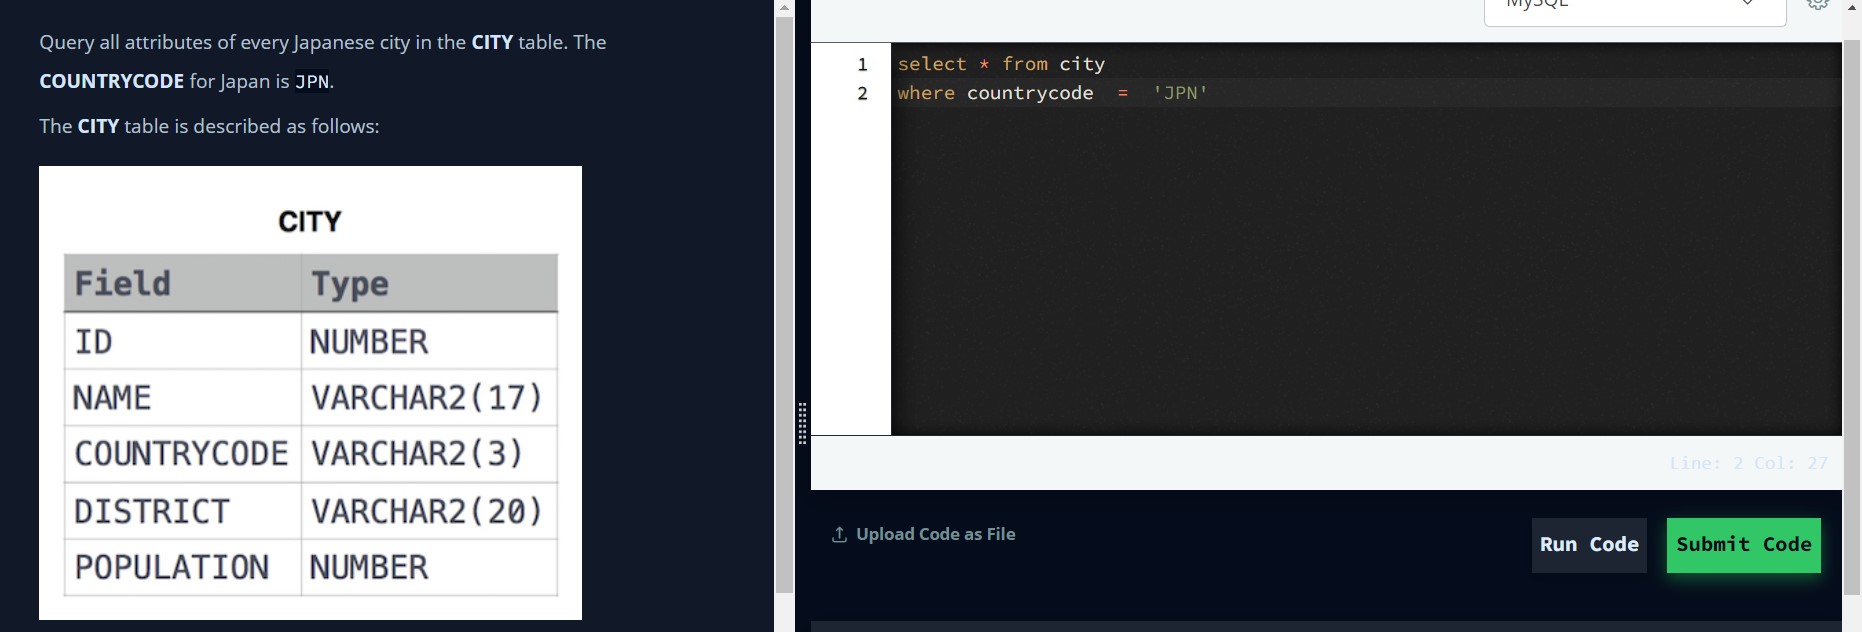 Query all attributes of every Japanese city in the CITY table. The
COUNTRYCODE for Japan is JPN.
The CITY table is described as follows:
CITY
Field Type
ID NUMBER
NAME VARCHAR2(17)
COUNTRYCODE VARCHAR2(3)
DISTRICT VARCHAR2(20)
POPULATION NUMBER
MySQL
1 select * from city
2 where countrycode  =  'JPN'
Line: 2 Col: 27
Upload Code as File
Run Code
Submit Code